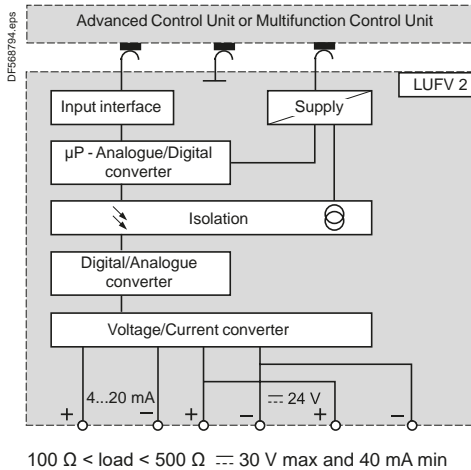 DF568794.eps
Advanced Control Unit or Multifunction Control Unit
LUFV 2
Input interface
Supply
µP - Analogue/Digital
converter
Isolation
Digital/Analogue
converter
Voltage/Current converter
4...20 mA
⎓ 24 V
+ − + − + −
100 Ω < load < 500 Ω ⎓ 30 V max and 40 mA min